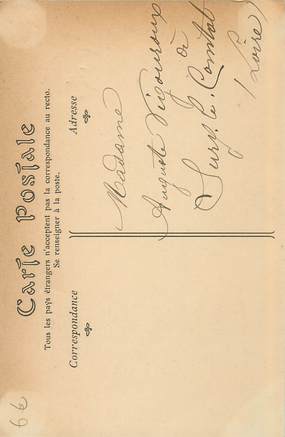 Carte Postale
Tous les pays étrangers n'acceptent pas la correspondance au recto.
Se renseigner à la poste.
Correspondance
Adresse
Madame
Auguste Vigouroux
à
Sury-le-Comtal
(Loire)
66